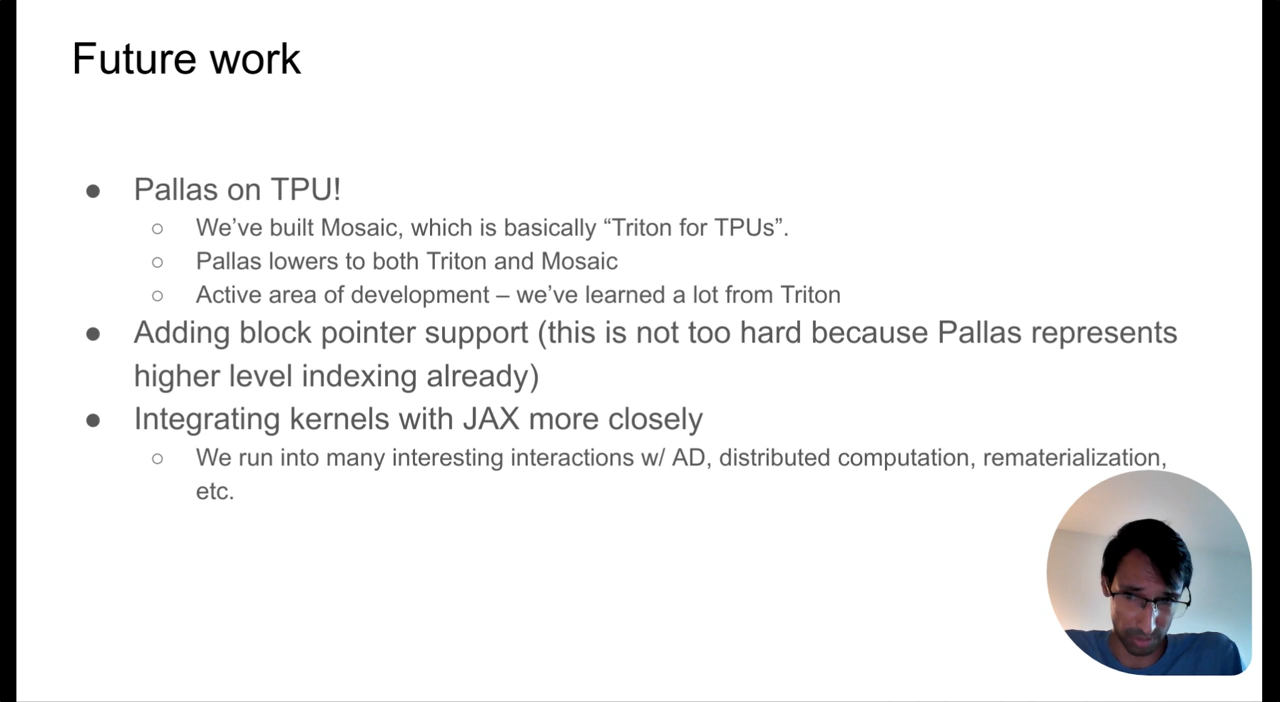 Future work
● Pallas on TPU!
○ We’ve built Mosaic, which is basically “Triton for TPUs”.
○ Pallas lowers to both Triton and Mosaic
○ Active area of development – we’ve learned a lot from Triton
● Adding block pointer support (this is not too hard because Pallas represents
higher level indexing already)
● Integrating kernels with JAX more closely
○ We run into many interesting interactions w/ AD, distributed computation, rematerialization,
etc.